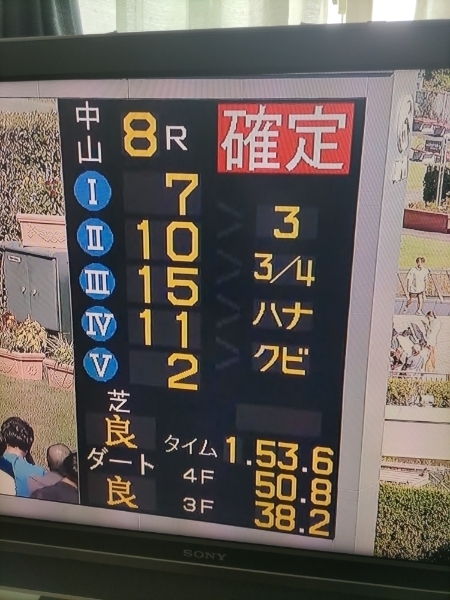 中山 8R 確定
Ⅰ 7
3
Ⅱ 10
3/4
Ⅲ 15
ハナ
Ⅳ 11
クビ
Ⅴ 2
芝
良 タイム 1.53.6
ダート 4F 50.8
良 3F 38.2
SONY